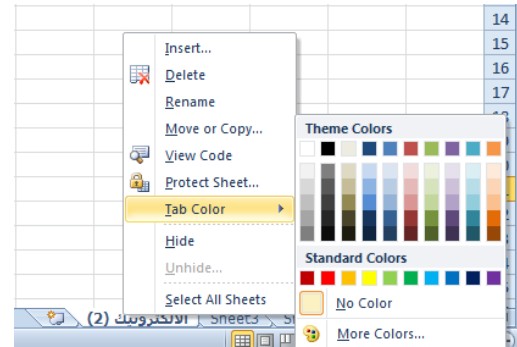 14
15
16
17
Insert...
Delete
Rename
Move or Copy...
View Code
Protect Sheet...
Tab Color
Hide
Unhide...
Select All Sheets
Theme Colors
Standard Colors
No Color
More Colors...
الالكترونيك (2)
Sheet3